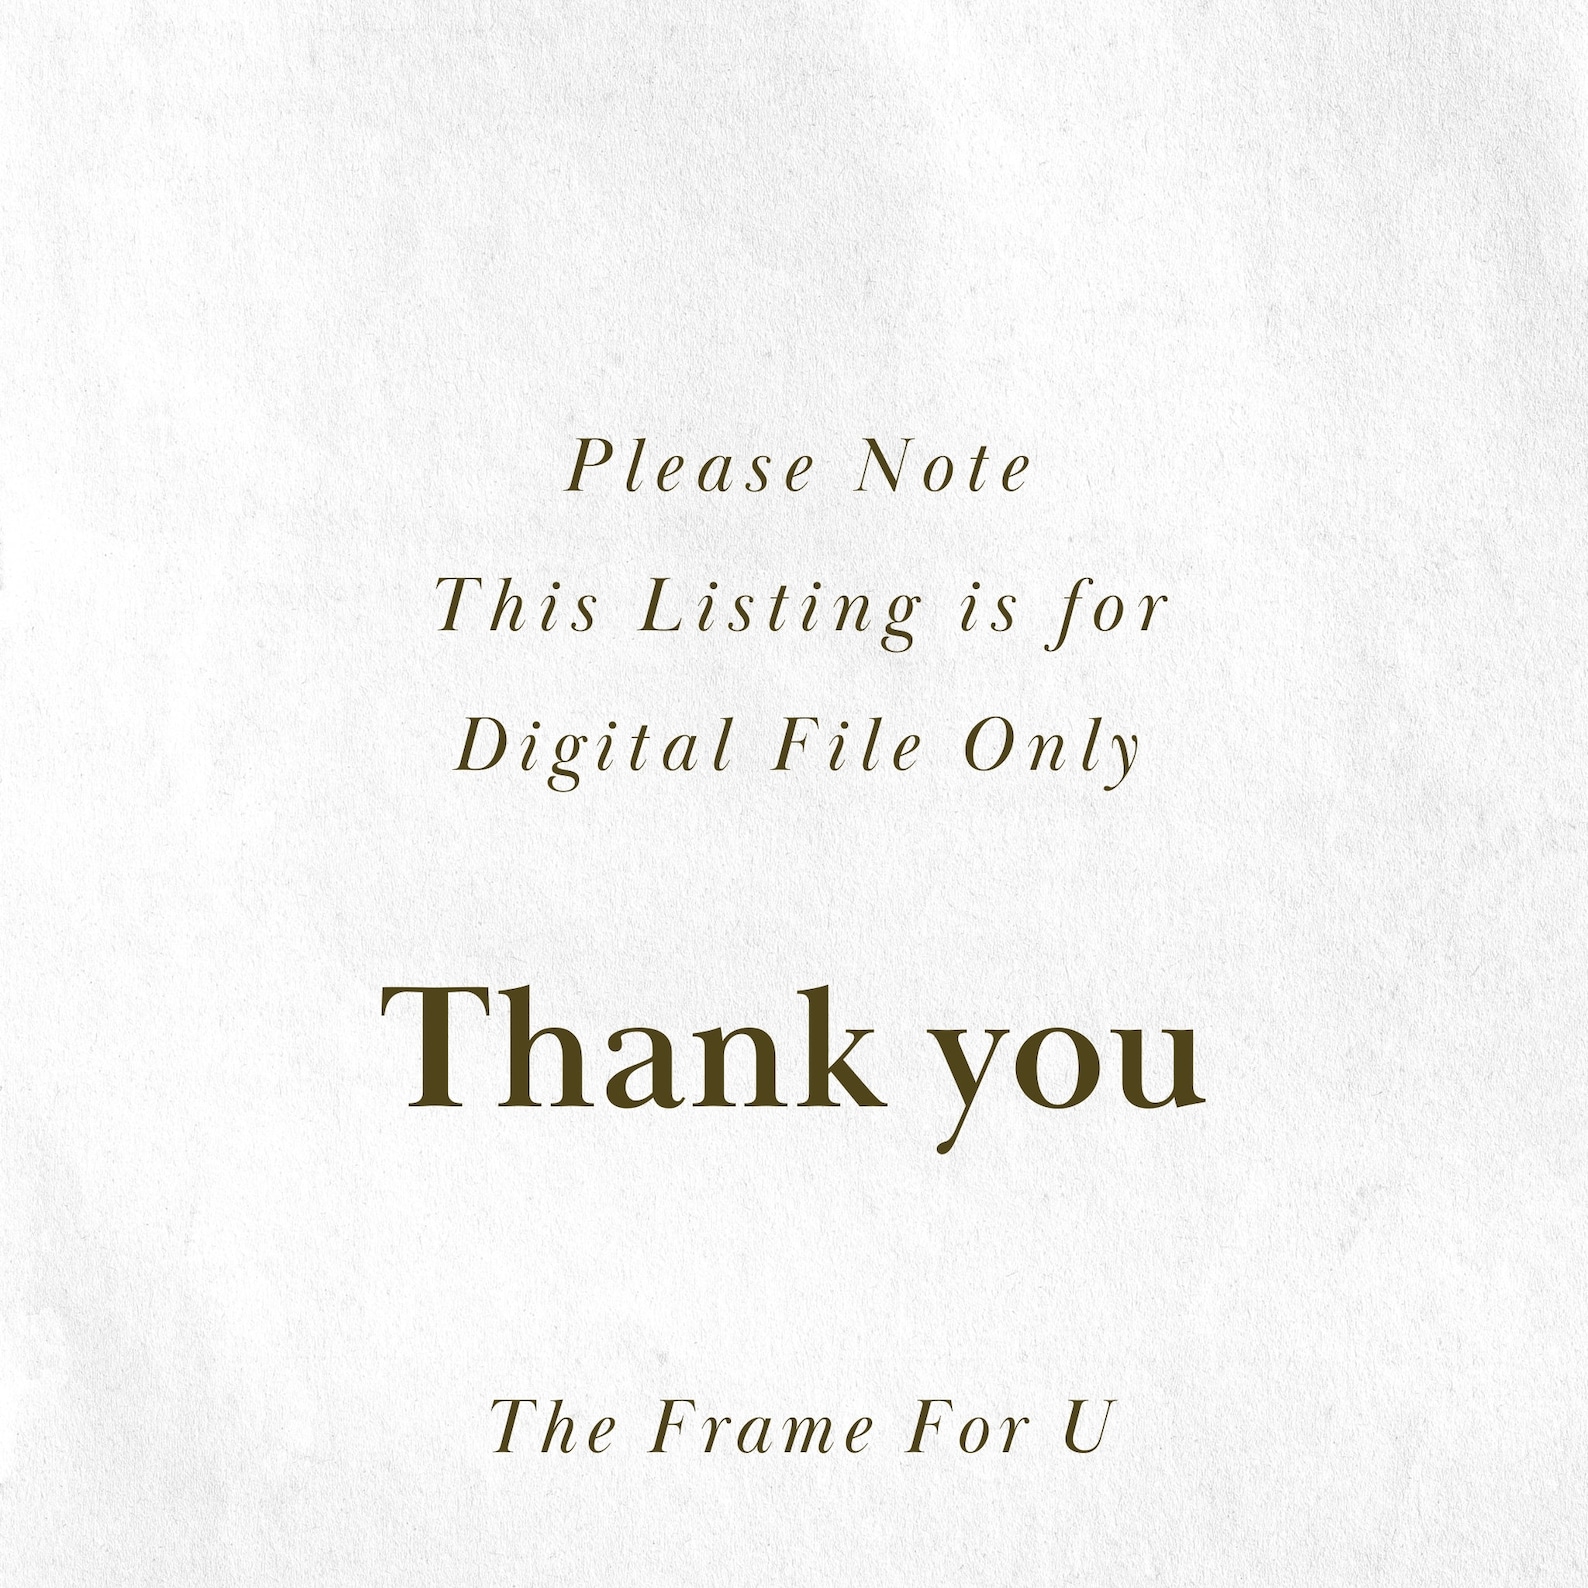 Please Note
This Listing is for
Digital File Only
Thank you
The Frame For U